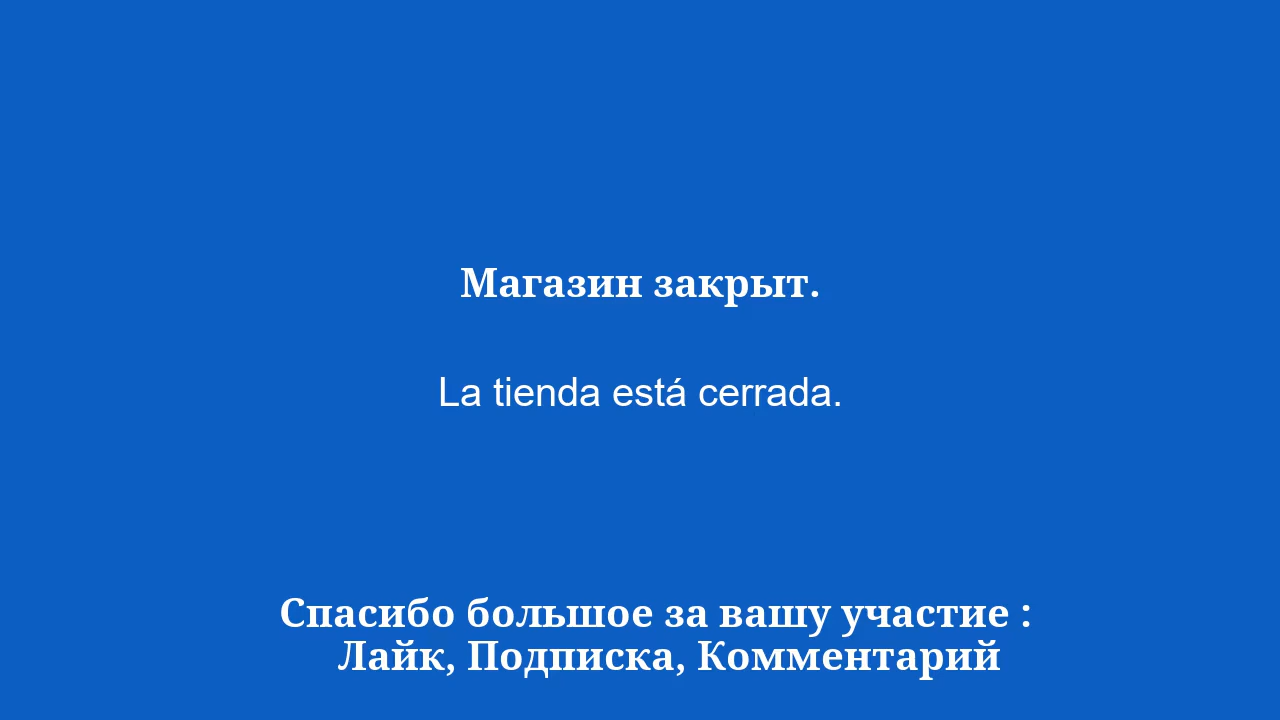 Магазин закрыт.
La tienda está cerrada.
Спасибо большое за вашу участие :
Лайк, Подписка, Комментарий